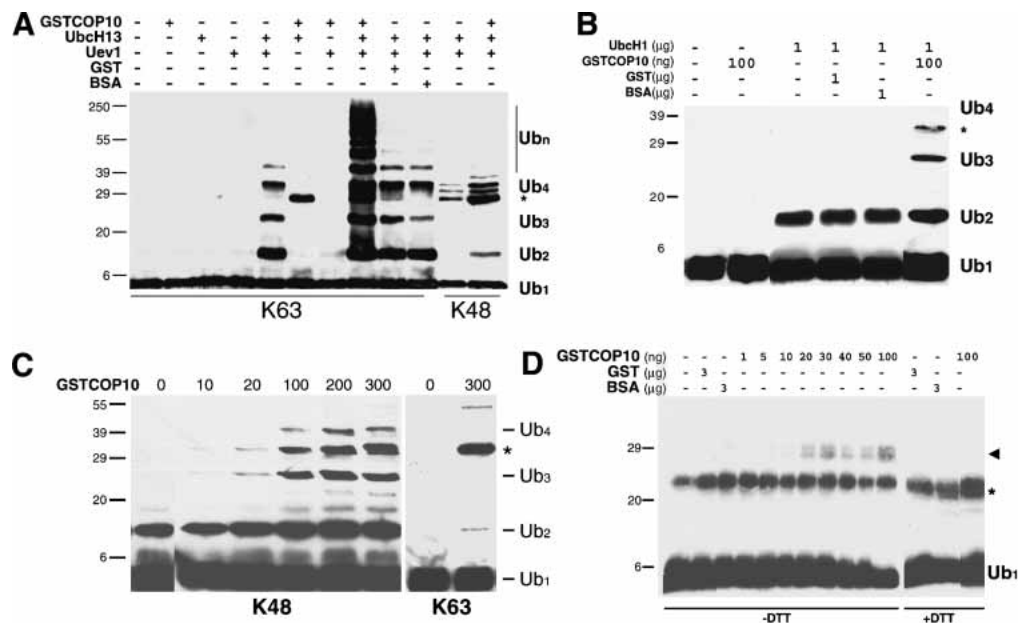 A
GSTCOP10 - + - - - + + + - - - +
UbcH13 - - + - + + - + + + + +
Uev1 - - - + + - + + + + + +
GST - - - - - - - - + - - -
BSA - - - - - - - - - + - -
250
55
39
29
20
6
Ubn
Ub4
*
Ub3
Ub2
Ub1
K63 K48
B
UbcH1 (µg) - - 1 1 1 1
GSTCOP10 (ng) - 100 - - - 100
GST(µg) - - - 1 - -
BSA(µg) - - - - 1 -
39
29
20
6
Ub4
*
Ub3
Ub2
Ub1
C
GSTCOP10 0 10 20 100 200 300 0 300
55
39
29
20
6
Ub4
*
Ub3
Ub2
Ub1
K48 K63
D
GSTCOP10 (ng) - - - 1 5 10 20 30 40 50 100 - - 100
GST (µg) - 3 - - - - - - - - - 3 - -
BSA (µg) - - 3 - - - - - - - - - 3 -
29
20
6
*
Ub1
-DTT +DTT